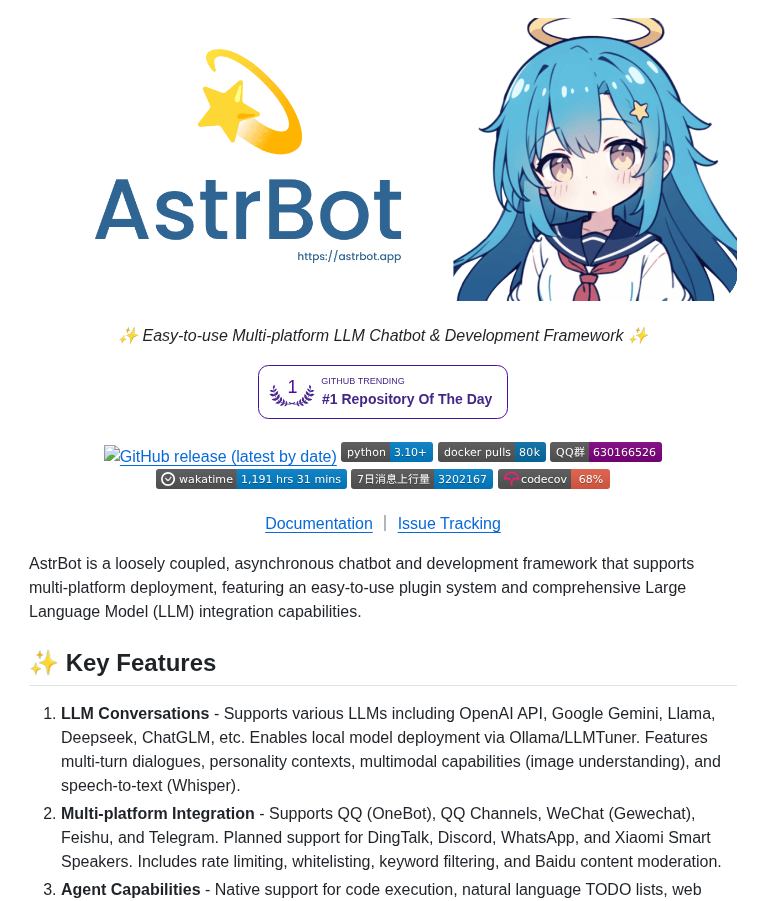 AstrBot
https://astrbot.app
✨ Easy-to-use Multi-platform LLM Chatbot & Development Framework ✨
1
GITHUB TRENDING
#1 Repository Of The Day
GitHub release (latest by date) python 3.10+ docker pulls 80k QQ群 630166526
wakatime 1,191 hrs 31 mins 7日消息上行量 3202167 codecov 68%
Documentation | Issue Tracking
AstrBot is a loosely coupled, asynchronous chatbot and development framework that supports
multi-platform deployment, featuring an easy-to-use plugin system and comprehensive Large
Language Model (LLM) integration capabilities.
✨ Key Features
1. LLM Conversations - Supports various LLMs including OpenAI API, Google Gemini, Llama,
Deepseek, ChatGLM, etc. Enables local model deployment via Ollama/LLMTuner. Features
multi-turn dialogues, personality contexts, multimodal capabilities (image understanding), and
speech-to-text (Whisper).
2. Multi-platform Integration - Supports QQ (OneBot), QQ Channels, WeChat (Gewechat),
Feishu, and Telegram. Planned support for DingTalk, Discord, WhatsApp, and Xiaomi Smart
Speakers. Includes rate limiting, whitelisting, keyword filtering, and Baidu content moderation.
3. Agent Capabilities - Native support for code execution, natural language TODO lists, web